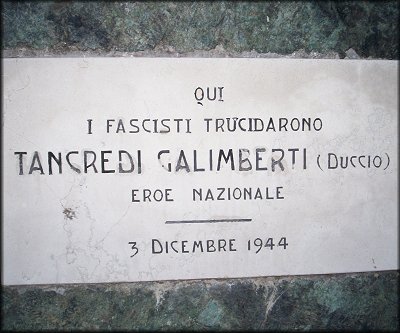 QUI
I FASCISTI TRUCIDARONO
TANCREDI GALIMBERTI (DUCCIO)
EROE NAZIONALE
3 DICEMBRE 1944